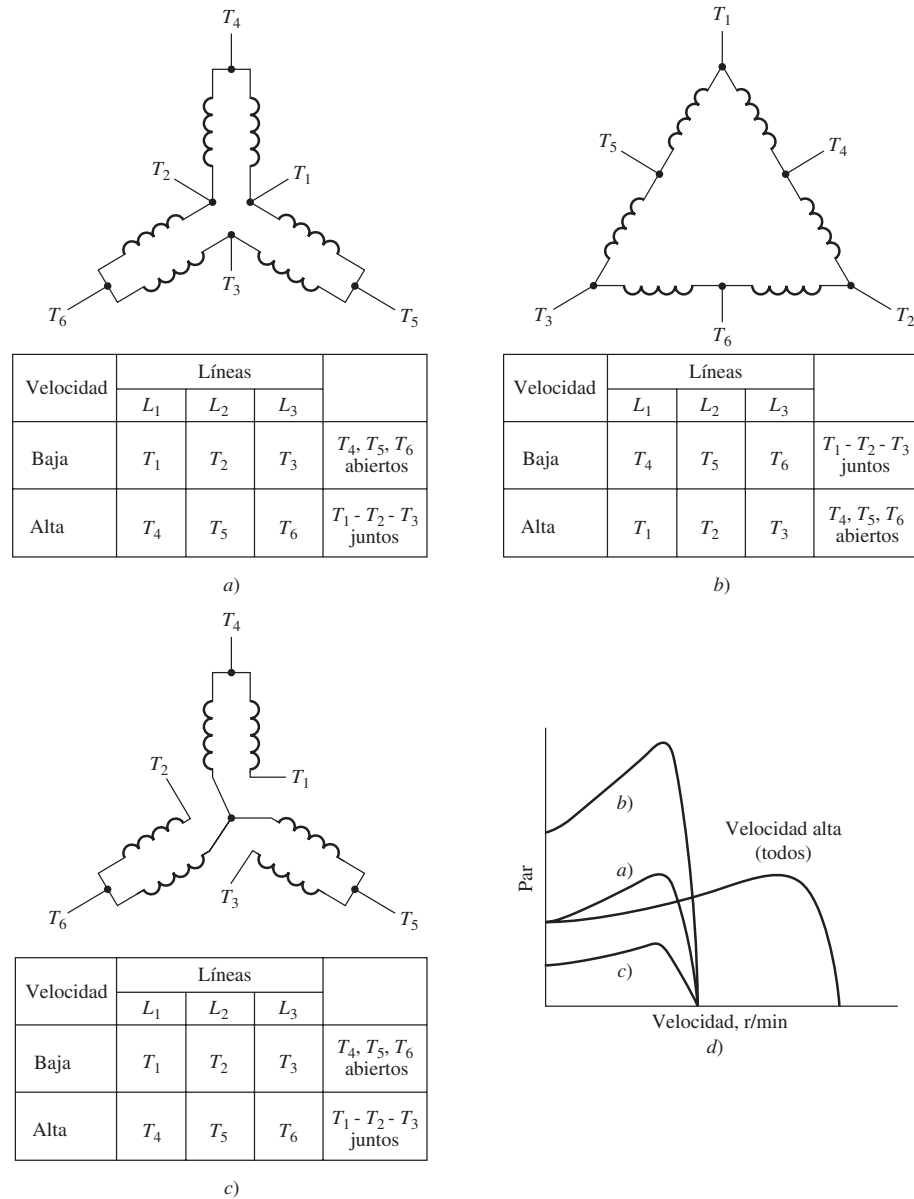 T₄
T₂
T₁
T₃
T₆
T₅
Velocidad
Líneas
L₁ L₂ L₃
Baja T₁ T₂ T₃ T₄, T₅, T₆
abiertos
Alta T₄ T₅ T₆ T₁ - T₂ - T₃
juntos
a)
T₁
T₅
T₄
T₃
T₆
T₂
Velocidad
Líneas
L₁ L₂ L₃
Baja T₄ T₅ T₆ T₁ - T₂ - T₃
juntos
Alta T₁ T₂ T₃ T₄, T₅, T₆
abiertos
b)
T₄
T₂
T₁
T₃
T₆
T₅
Velocidad
Líneas
L₁ L₂ L₃
Baja T₁ T₂ T₃ T₄, T₅, T₆
abiertos
Alta T₄ T₅ T₆ T₁ - T₂ - T₃
juntos
c)
b)
Velocidad alta
(todos)
a)
Par
c)
Velocidad, r/min
d)